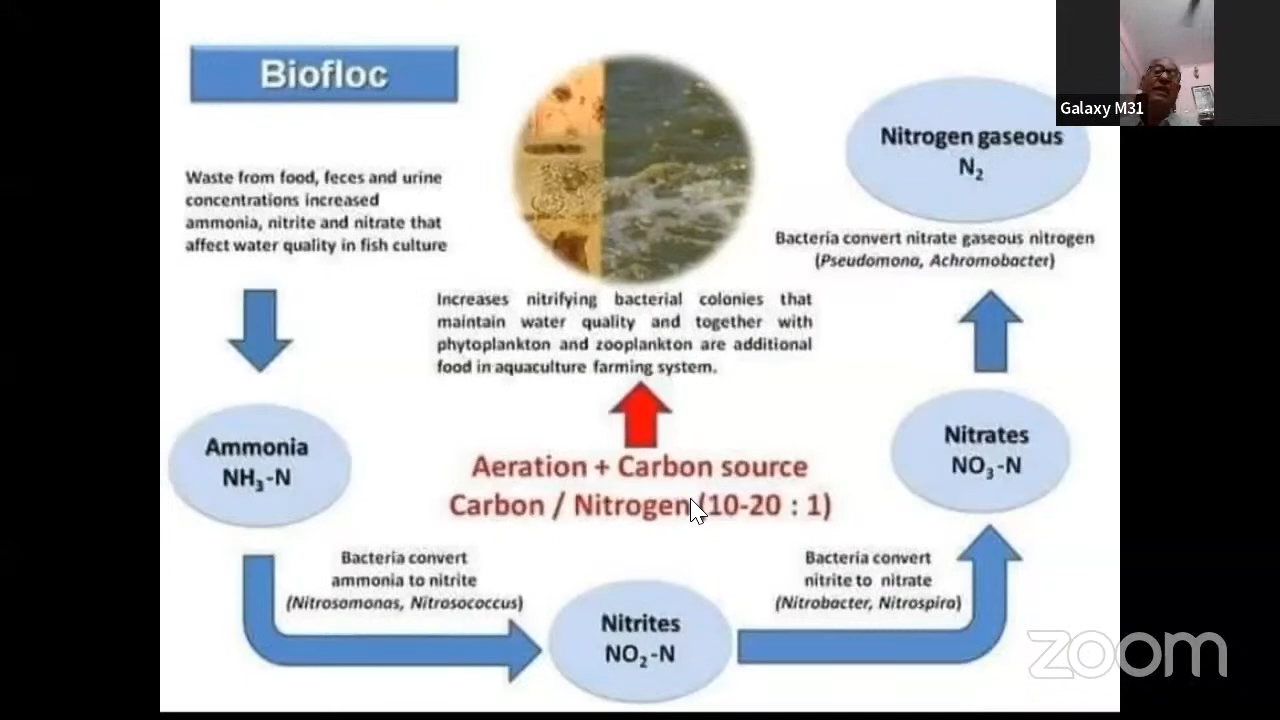 Biofloc
Galaxy M31
Nitrogen gaseous
N₂
Waste from food, feces and urine
concentrations increased
ammonia, nitrite and nitrate that
affect water quality in fish culture
Bacteria convert nitrate gaseous nitrogen
(Pseudomona, Achromobacter)
Increases nitrifying bacterial colonies that
maintain water quality and together with
phytoplankton and zooplankton are additional
food in aquaculture farming system.
Ammonia
NH₃-N
Aeration + Carbon source
Carbon / Nitrogen (10-20 : 1)
Nitrates
NO₃-N
Bacteria convert
ammonia to nitrite
(Nitrosomonas, Nitrosococcus)
Nitrites
NO₂-N
Bacteria convert
nitrite to nitrate
(Nitrobacter, Nitrospira)
zoom